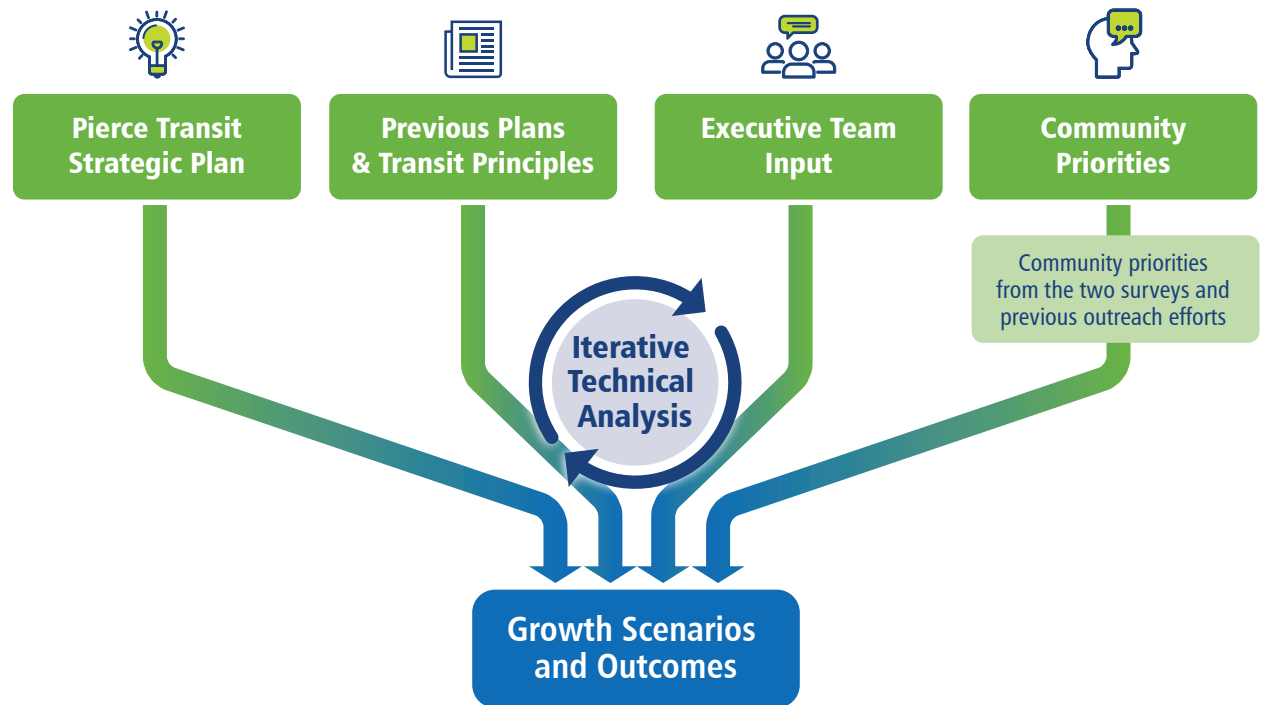 Pierce Transit
Strategic Plan
Previous Plans
& Transit Principles
Executive Team
Input
Community
Priorities
Community priorities
from the two surveys and
previous outreach efforts
Iterative
Technical
Analysis
Growth Scenarios
and Outcomes